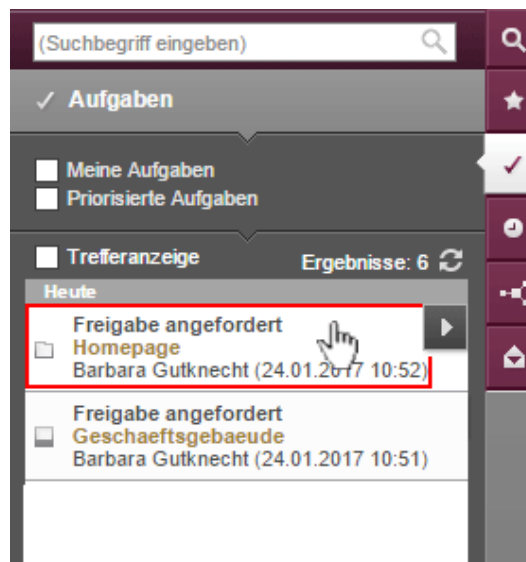 (Suchbegriff eingeben)
Aufgaben
Meine Aufgaben
Priorisierte Aufgaben
Trefferanzeige
Ergebnisse: 6
Heute
Freigabe angefordert
Homepage
Barbara Gutknecht (24.01.2017 10:52)
Freigabe angefordert
Geschaeftsgebaeude
Barbara Gutknecht (24.01.2017 10:51)